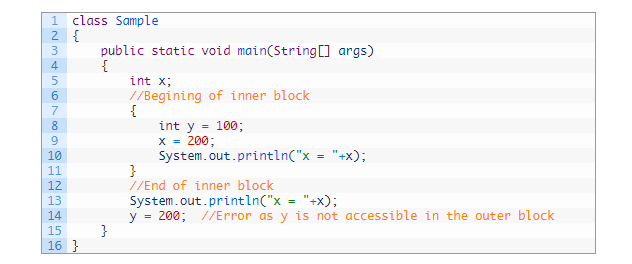 1 class Sample
2 {
3     public static void main(String[] args)
4     {
5         int x;
6         //Begining of inner block
7         {
8             int y = 100;
9             x = 200;
10             System.out.println("x = "+x);
11         }
12         //End of inner block
13         System.out.println("x = "+x);
14         y = 200;  //Error as y is not accessible in the outer block
15     }
16 }